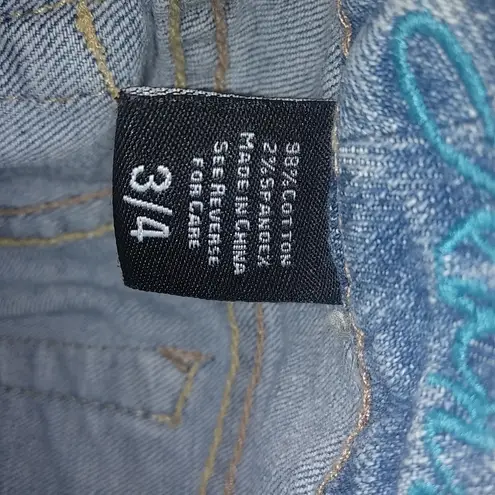 98% COTTON
2% SPANDEX
MADE IN CHINA
SEE REVERSE
FOR CARE
3/4